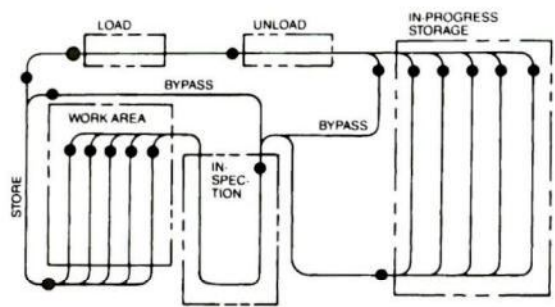 LOAD
UNLOAD
IN-PROGRESS
STORAGE
BYPASS
WORK AREA
BYPASS
IN-
SPEC-
TION
STORE